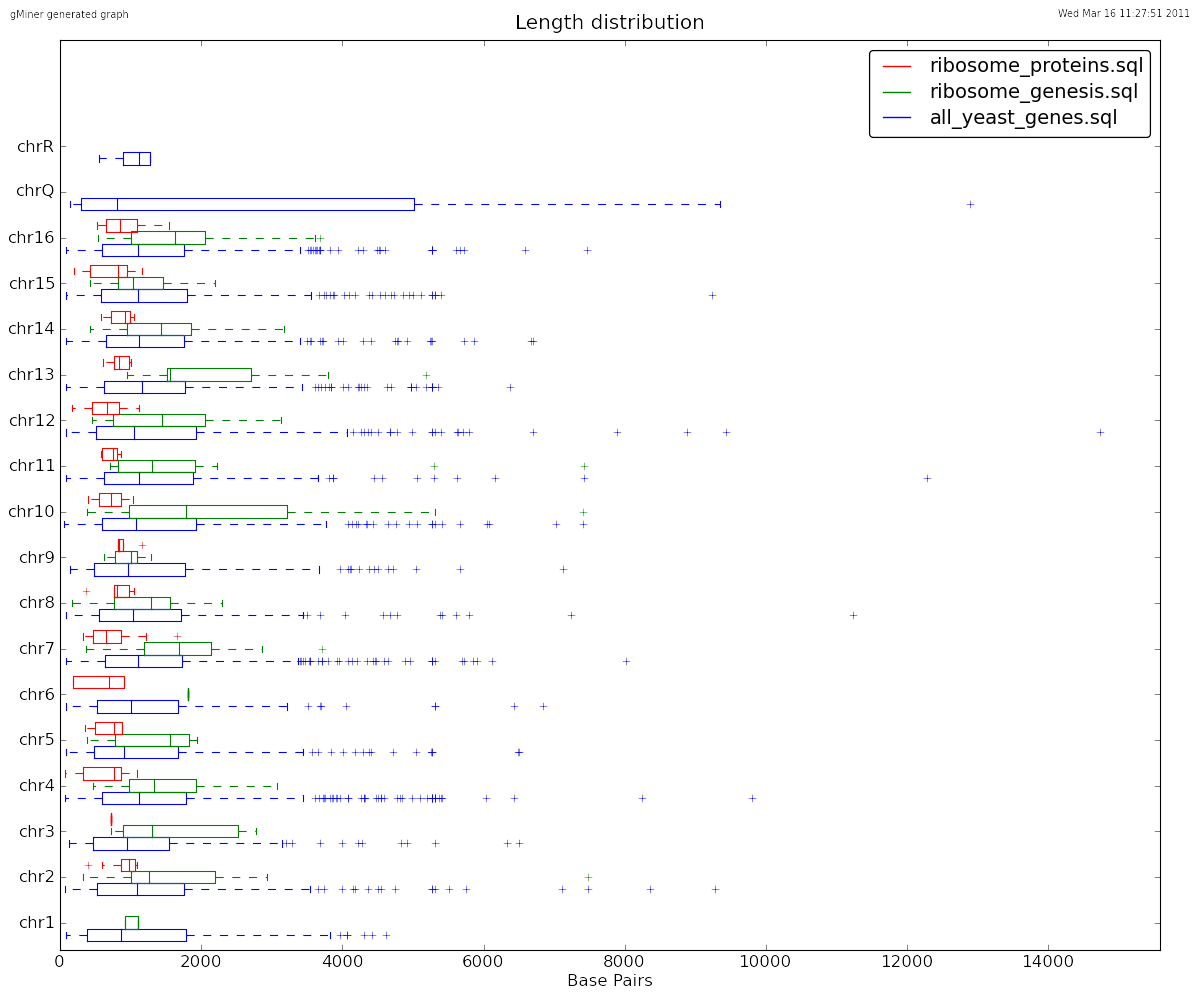 gMiner generated graph
Wed Mar 16 11:27:51 2011
Length distribution
ribosome_proteins.sql
ribosome_genesis.sql
all_yeast_genes.sql
chrR
chrQ
chr16
chr15
chr14
chr13
chr12
chr11
chr10
chr9
chr8
chr7
chr6
chr5
chr4
chr3
chr2
chr1
0 2000 4000 6000 8000 10000 12000 14000
Base Pairs